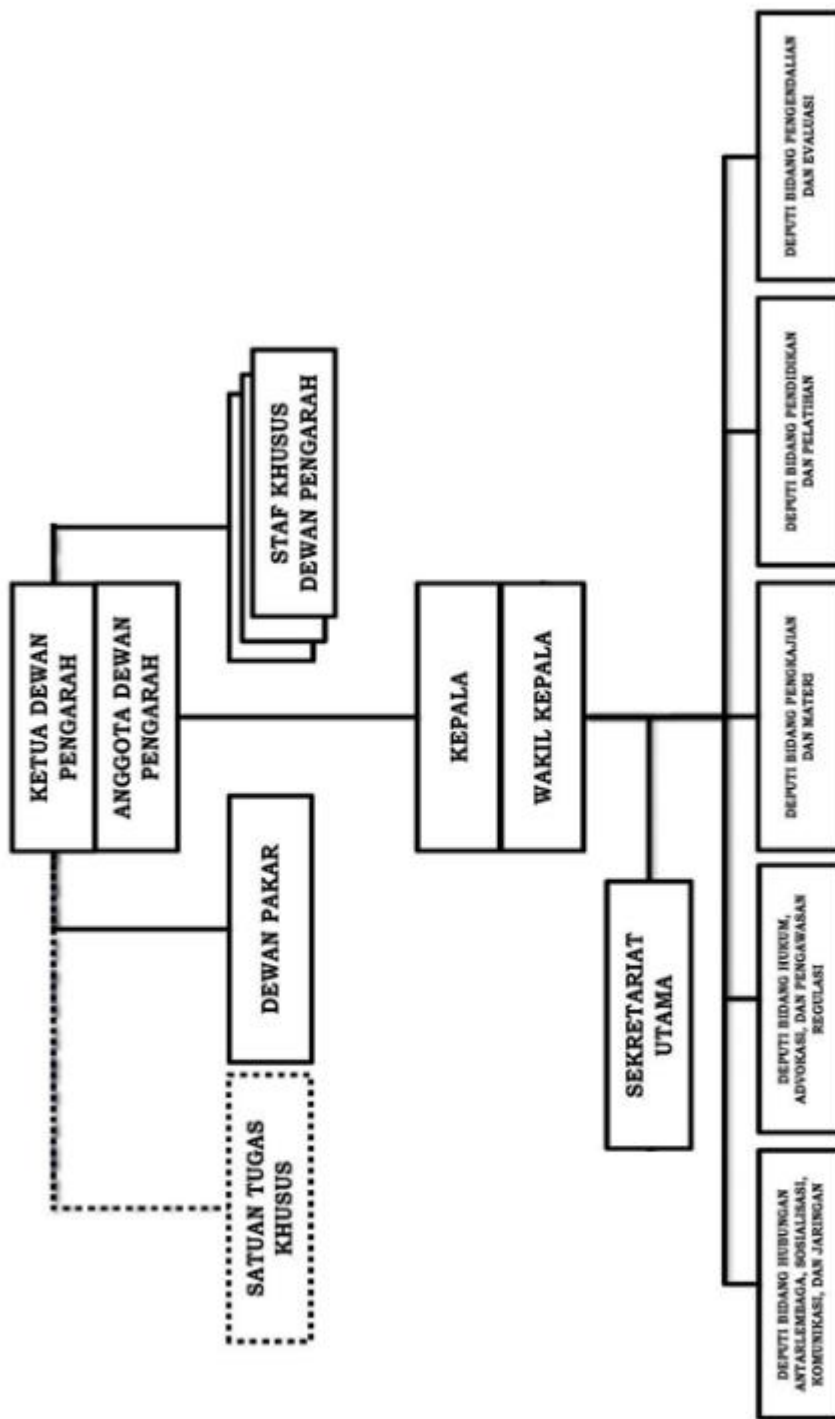 KETUA DEWAN
PENGARAH
ANGGOTA DEWAN
PENGARAH
SATUAN TUGAS
KHUSUS
DEWAN PAKAR
STAF KHUSUS
DEWAN PENGARAH
KEPALA
WAKIL KEPALA
SEKRETARIAT
UTAMA
DEPUTI BIDANG HUBUNGAN
ANTARLEMBAGA, SOSIALISASI,
KOMUNIKASI, DAN JARINGAN
DEPUTI BIDANG HUKUM,
ADVOKASI, DAN PENGAWASAN
REGULASI
DEPUTI BIDANG PENGKAJIAN
DAN MATERI
DEPUTI BIDANG PENDIDIKAN
DAN PELATIHAN
DEPUTI BIDANG PENGENDALIAN
DAN EVALUASI